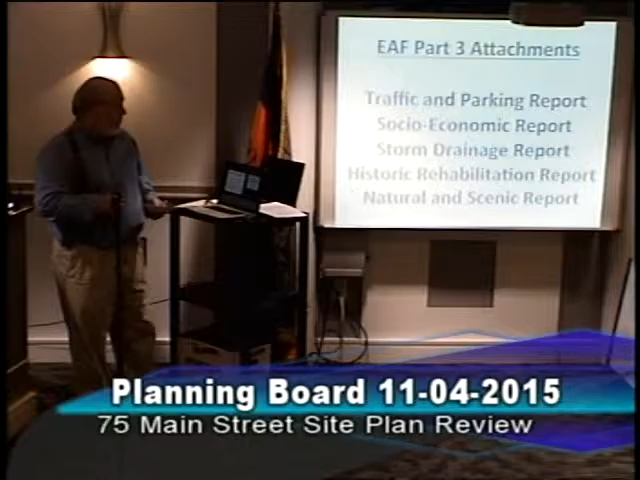 EAF Part 3 Attachments
Traffic and Parking Report
Socio-Economic Report
Storm Drainage Report
Historic Rehabilitation Report
Natural and Scenic Report
Planning Board 11-04-2015
75 Main Street Site Plan Review